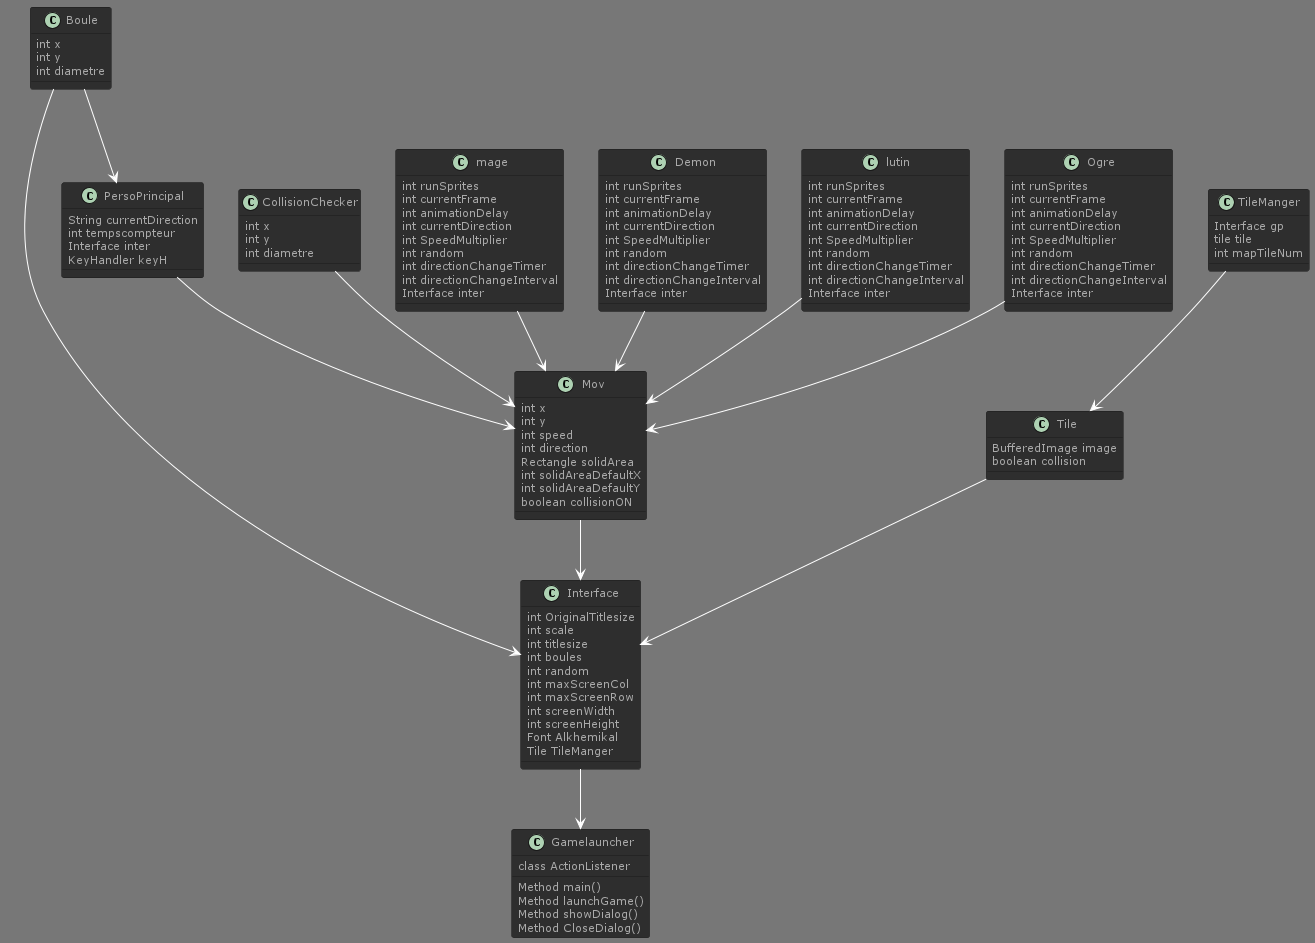 C Boule
int x
int y
int diametre
C mage
int runSprites
int currentFrame
int animationDelay
int currentDirection
int SpeedMultiplier
int random
int directionChangeTimer
int directionChangeInterval
Interface inter
C Demon
int runSprites
int currentFrame
int animationDelay
int currentDirection
int SpeedMultiplier
int random
int directionChangeTimer
int directionChangeInterval
Interface inter
C lutin
int runSprites
int currentFrame
int animationDelay
int currentDirection
int SpeedMultiplier
int random
int directionChangeTimer
int directionChangeInterval
Interface inter
C Ogre
int runSprites
int currentFrame
int animationDelay
int currentDirection
int SpeedMultiplier
int random
int directionChangeTimer
int directionChangeInterval
Interface inter
C PersoPrincipal
String currentDirection
int tempscompteur
Interface inter
KeyHandler keyH
C CollisionChecker
int x
int y
int diametre
C TileManger
Interface gp
tile tile
int mapTileNum
C Mov
int x
int y
int speed
int direction
Rectangle solidArea
int solidAreaDefaultX
int solidAreaDefaultY
boolean collisionON
C Tile
BufferedImage image
boolean collision
C Interface
int OriginalTitlesize
int scale
int titlesize
int boules
int random
int maxScreenCol
int maxScreenRow
int screenWidth
int screenHeight
Font Alkhemikal
Tile TileManger
C Gamelauncher
class ActionListener
Method main()
Method launchGame()
Method showDialog()
Method CloseDialog()